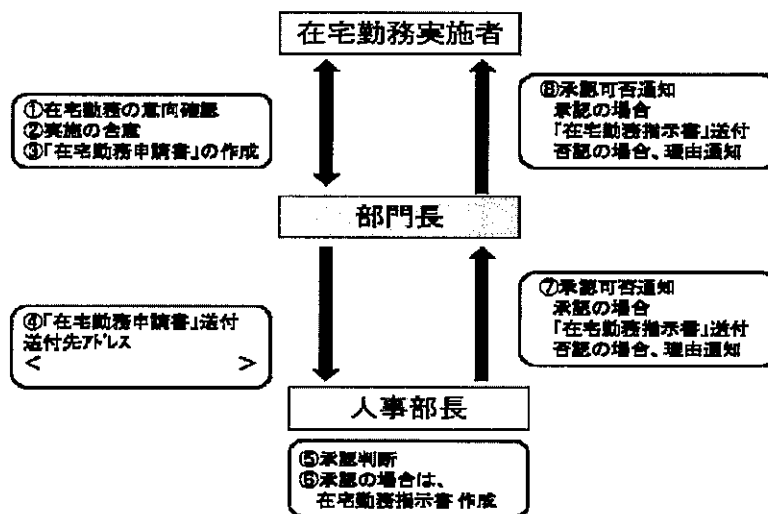 在宅勤務実施者
①在宅勤務の意向確認
②実施の合意
③「在宅勤務申請書」の作成
⑧承認可否通知
承認の場合
「在宅勤務指示書」送付
否認の場合、理由通知
部門長
④「在宅勤務申請書」送付
送付先アドレス
< >
⑦承認可否通知
承認の場合
「在宅勤務指示書」送付
否認の場合、理由通知
人事部長
⑤承認判断
⑥承認の場合は、
在宅勤務指示書 作成